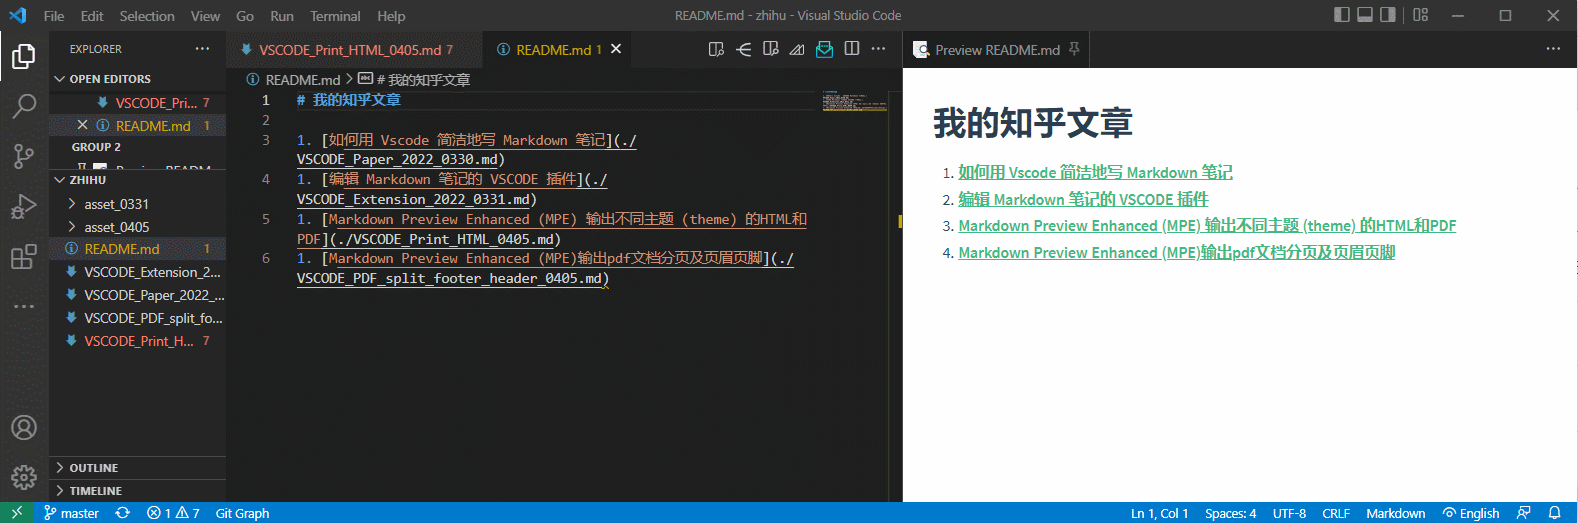 File Edit Selection View Go Run Terminal Help
README.md - zhihu - Visual Studio Code
EXPLORER
OPEN EDITORS
VSCODE_Pri... 7
README.md 1
GROUP 2
ZHIHU
asset_0331
asset_0405
README.md 1
VSCODE_Extension_2...
VSCODE_Paper_2022_...
VSCODE_PDF_split_fo...
VSCODE_Print_H... 7
OUTLINE
TIMELINE
VSCODE_Print_HTML_0405.md 7
README.md 1
README.md > # 我的知乎文章
1 # 我的知乎文章
2
3 1. [如何用 Vscode 简洁地写 Markdown 笔记](./
VSCODE_Paper_2022_0330.md)
4 1. [编辑 Markdown 笔记的 VSCODE 插件](./
VSCODE_Extension_2022_0331.md)
5 1. [Markdown Preview Enhanced (MPE) 输出不同主题 (theme) 的HTML和
PDF](./VSCODE_Print_HTML_0405.md)
6 1. [Markdown Preview Enhanced (MPE)输出pdf文档分页及页眉页脚](./
VSCODE_PDF_split_footer_header_0405.md)
Preview README.md
我的知乎文章
1. 如何用 Vscode 简洁地写 Markdown 笔记
2. 编辑 Markdown 笔记的 VSCODE 插件
3. Markdown Preview Enhanced (MPE) 输出不同主题 (theme) 的HTML和PDF
4. Markdown Preview Enhanced (MPE)输出pdf文档分页及页眉页脚
master 1 7 Git Graph
Ln 1, Col 1 Spaces: 4 UTF-8 CRLF Markdown English